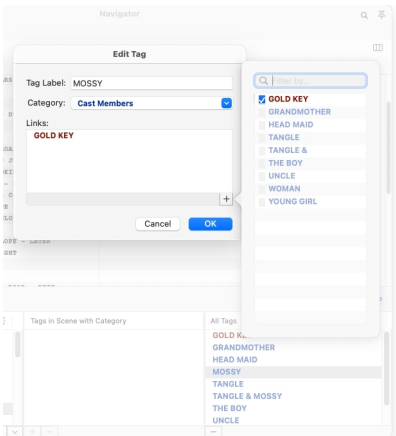 Navigator
Edit Tag
Tag Label: MOSSY
Category: Cast Members
Links:
GOLD KEY
Cancel
OK
Filter by...
GOLD KEY
GRANDMOTHER
HEAD MAID
TANGLE
TANGLE &
THE BOY
UNCLE
WOMAN
YOUNG GIRL
- LATER
Tags in Scene with Category
All Tags
GOLD
GRANDMOTHER
HEAD MAID
MOSSY
TANGLE
TANGLE & MOSSY
THE BOY
UNCLE